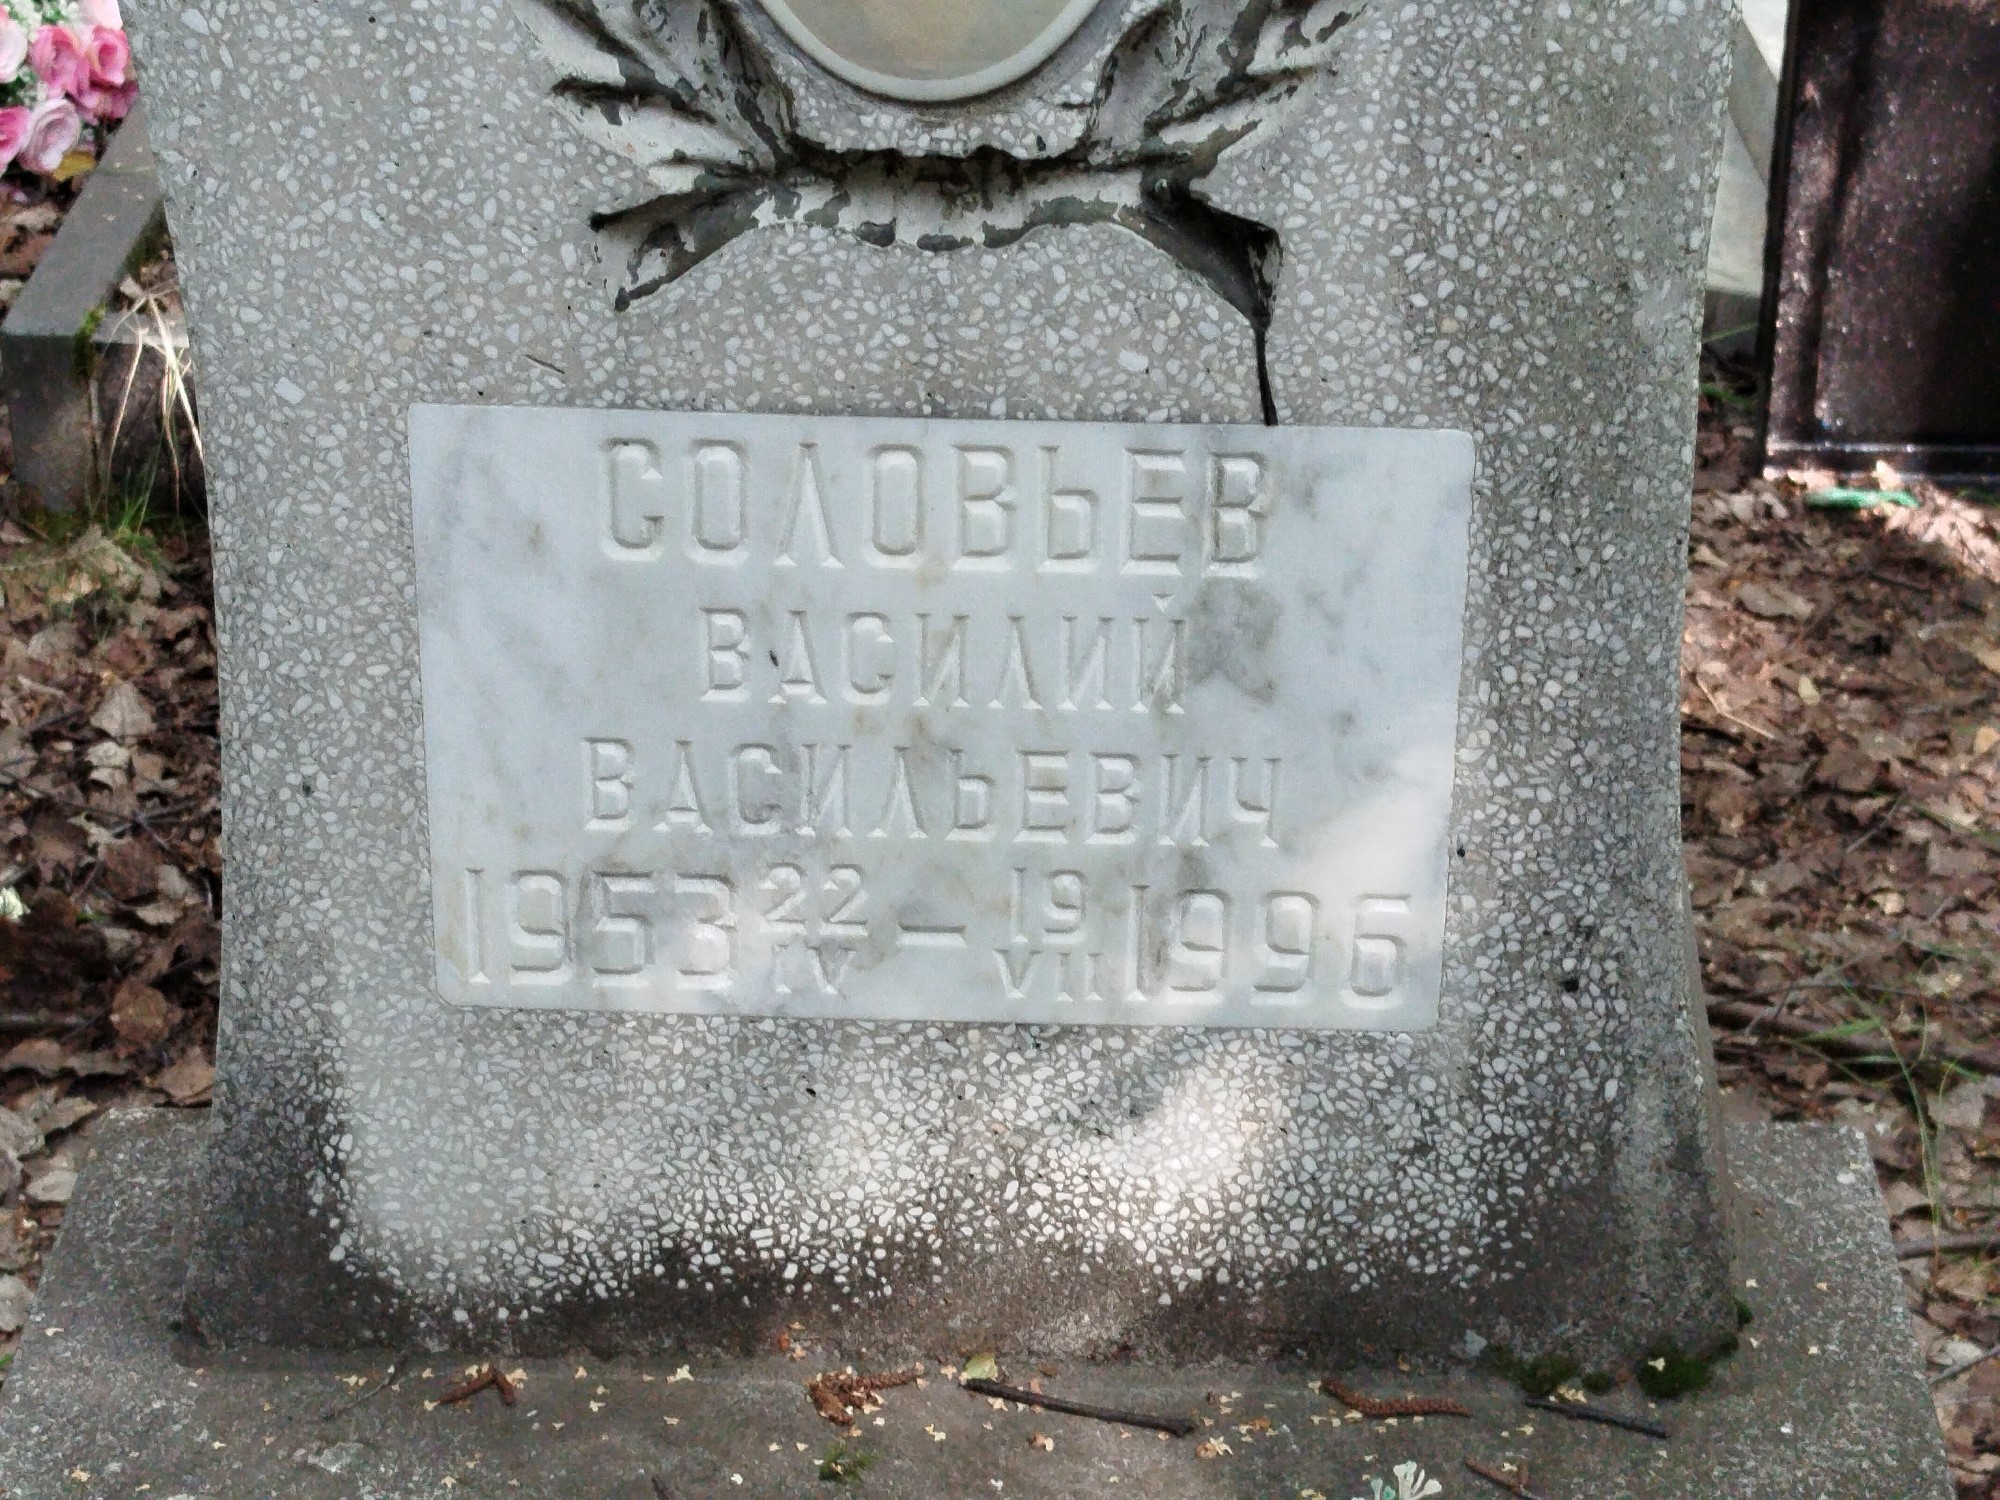 СОЛОВЬЕВ
ВАСИЛИЙ
ВАСИЛЬЕВИЧ
1953 22/IV — 19/VII 1996